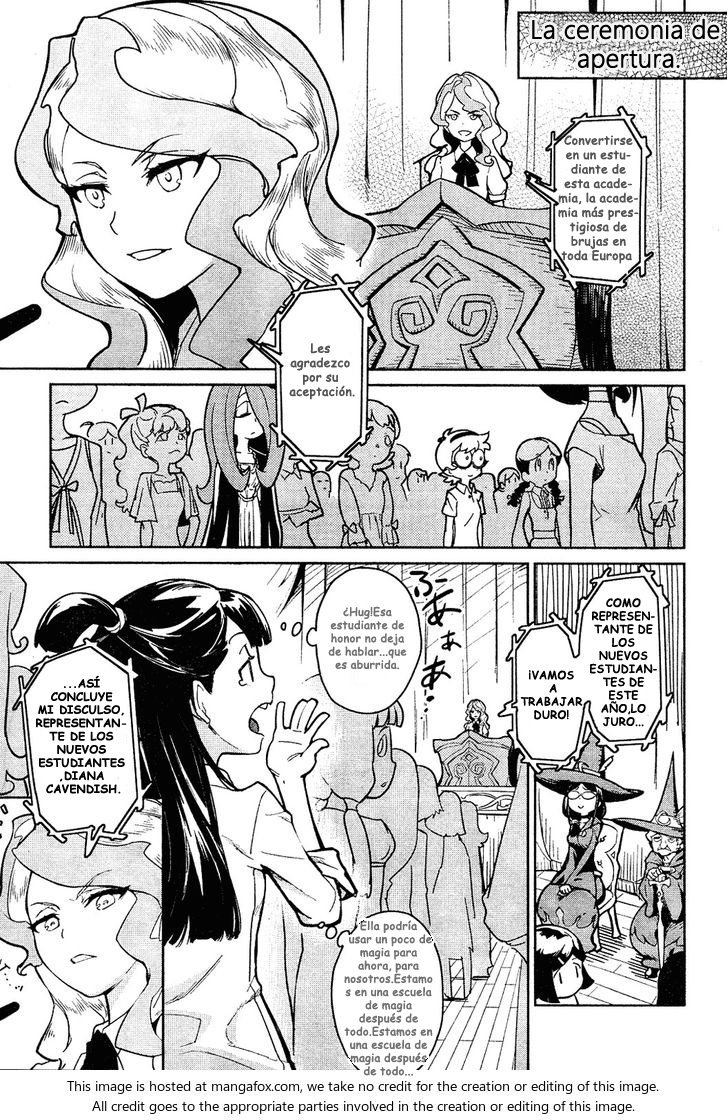 La ceremonia de
apertura.
Convertirse
en un estu-
diante de
esta acade-
mia, la acade-
mia más pres-
tigiosa de
brujas en
toda Europa
Les
agradezco
por su
aceptación.
COMO
REPRESEN-
TANTE DE
LOS
NUEVOS
ESTUDIAN-
TES DE
ESTE
AÑO,LO
JURO...
¡VAMOS
A
TRABAJAR
DURO!
ふぁぁぁ…
¿Hug!Esa
estudiante de
honor no deja
de hablar...que
es aburrida.
...ASÍ
CONCLUYE
MI DISCULSO,
REPRESENTAN-
TE DE LOS
NUEVOS
ESTUDIANTES
,DIANA
CAVENDISH.
Ella podría
usar un poco de
magia para
ahora, para
nosotros.Estamo
s en una escuela
de magia
después de
todo.Estamos en
una escuela de
magia después
de todo...
This image is hosted at mangafox.com, we take no credit for the creation or editing of this image.
All credit goes to the appropriate parties involved in the creation or editing of this image.